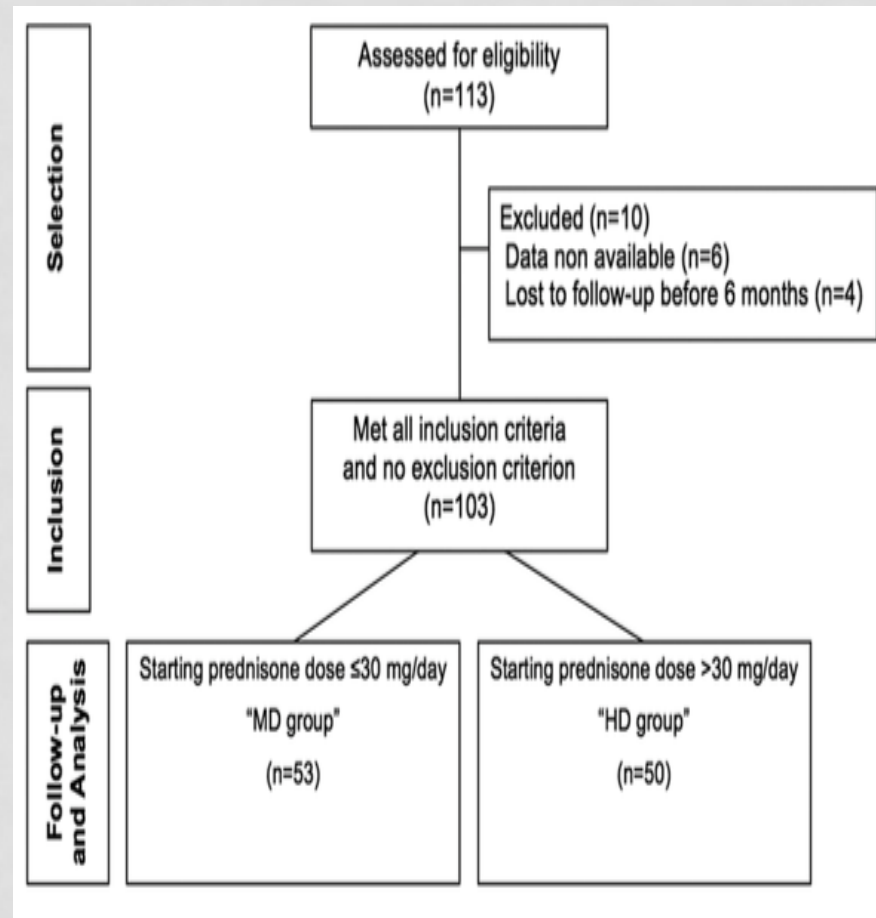 Selection
Assessed for eligibility
(n=113)
Excluded (n=10)
Data non available (n=6)
Lost to follow-up before 6 months (n=4)
Inclusion
Met all inclusion criteria
and no exclusion criterion
(n=103)
Follow-up
and Analysis
Starting prednisone dose ≤30 mg/day
“MD group”
(n=53)
Starting prednisone dose >30 mg/day
“HD group”
(n=50)